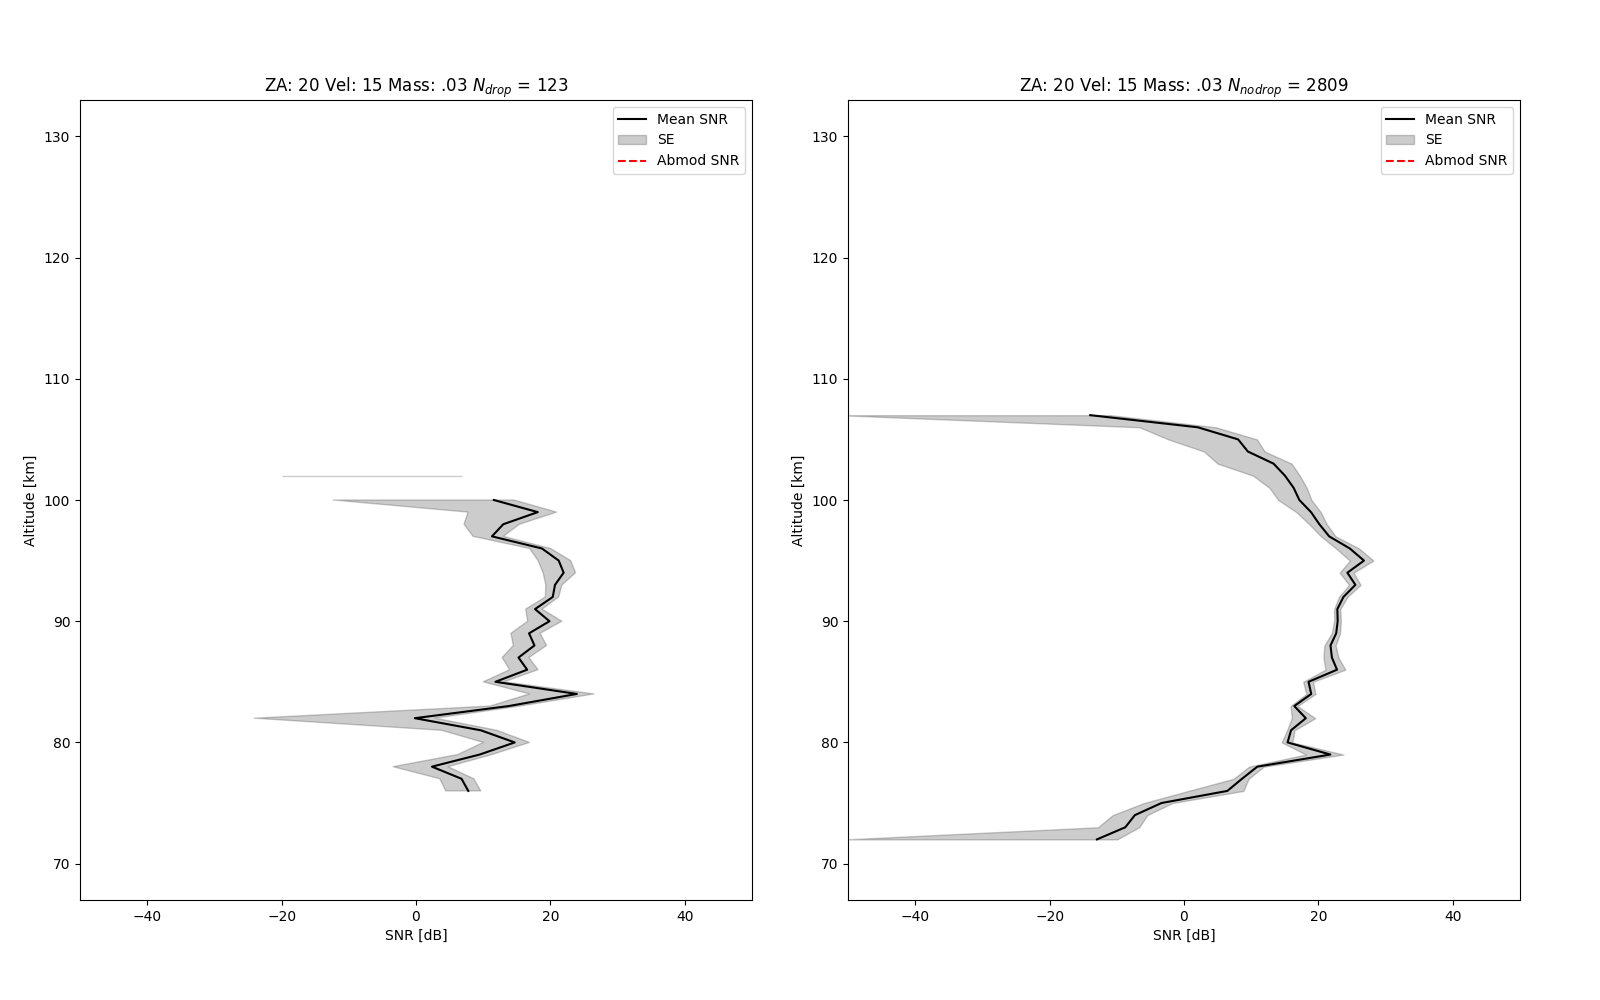 ZA: 20 Vel: 15 Mass: .03 N_drop = 123
Mean SNR
SE
Abmod SNR
130
120
110
100
90
80
70
Altitude [km]
−40
−20
0
20
40
SNR [dB]
ZA: 20 Vel: 15 Mass: .03 N_nodrop = 2809
Mean SNR
SE
Abmod SNR
130
120
110
100
90
80
70
Altitude [km]
−40
−20
0
20
40
SNR [dB]